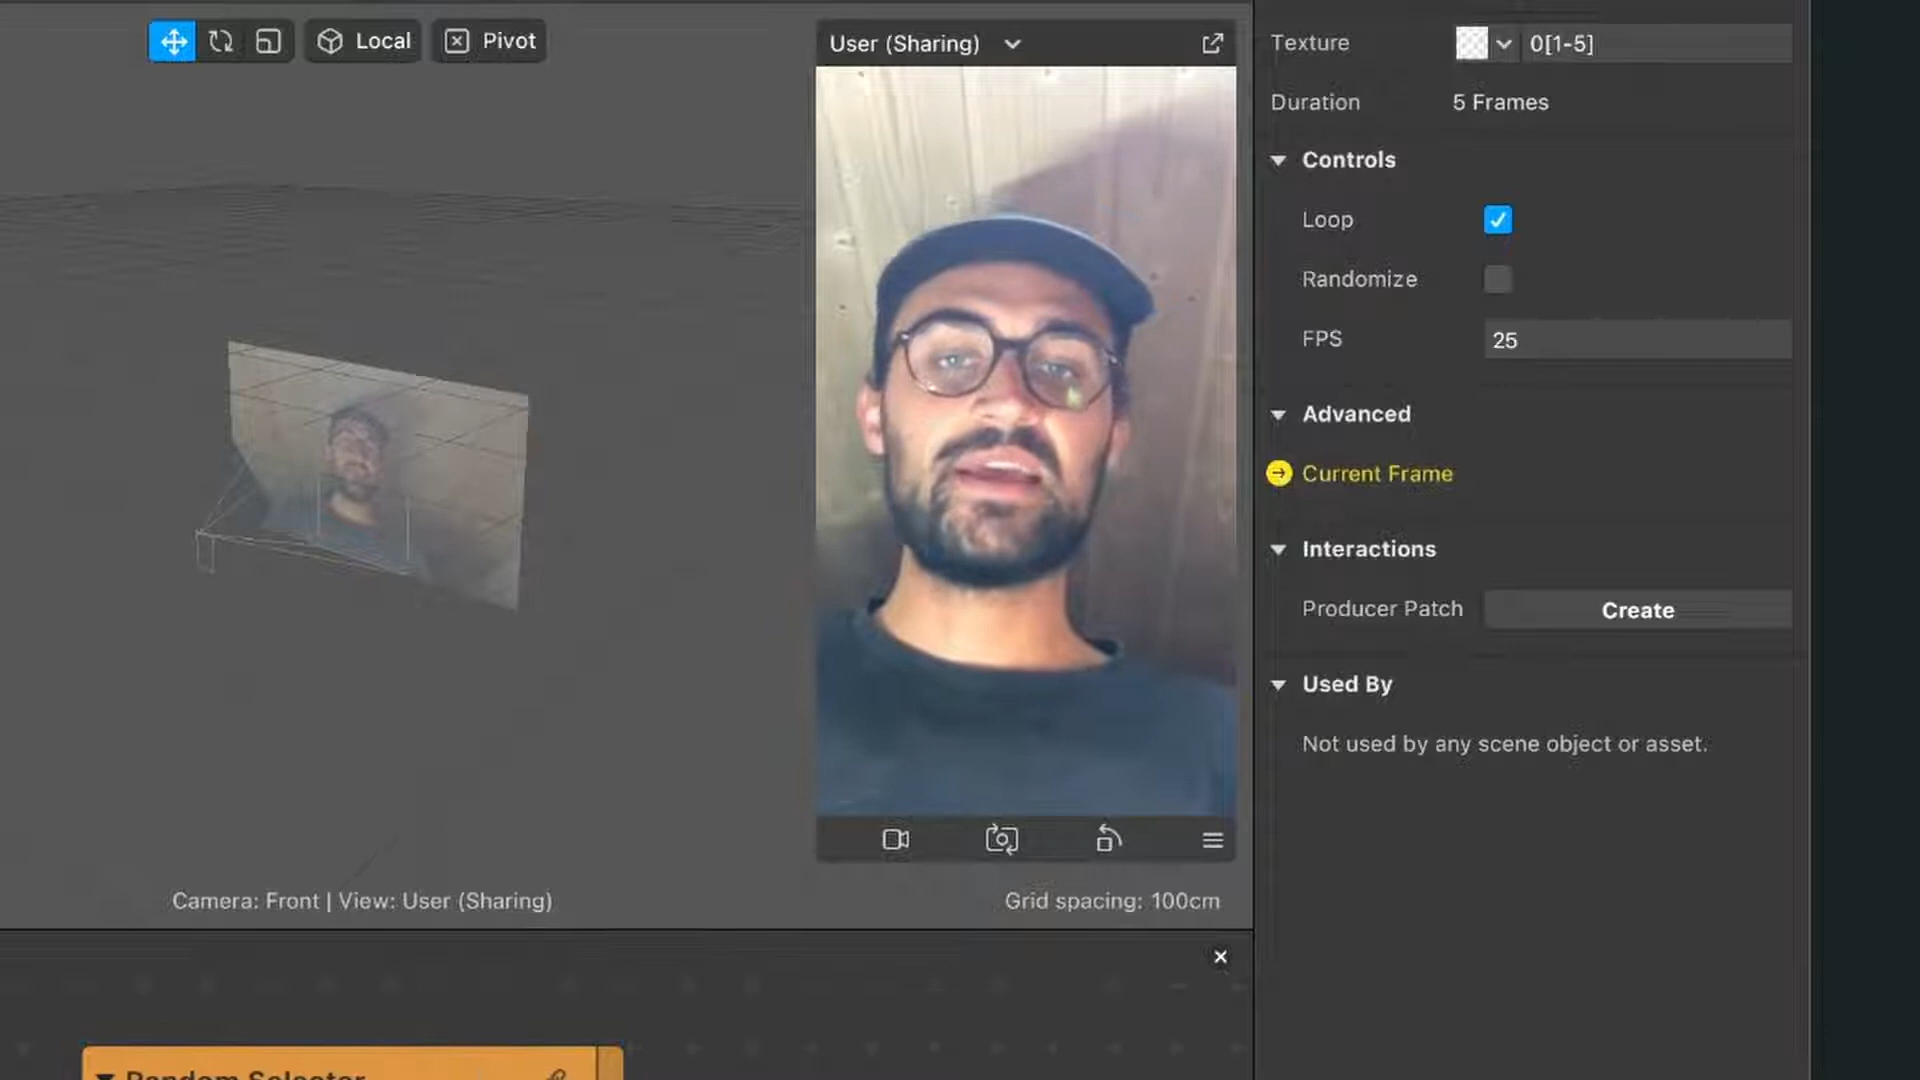 Local
Pivot
User (Sharing)
Texture
0[1-5]
Duration
5 Frames
Controls
Loop
Randomize
FPS
25
Advanced
Current Frame
Interactions
Producer Patch
Create
Used By
Not used by any scene object or asset.
Camera: Front | View: User (Sharing)
Grid spacing: 100cm
Random Selector